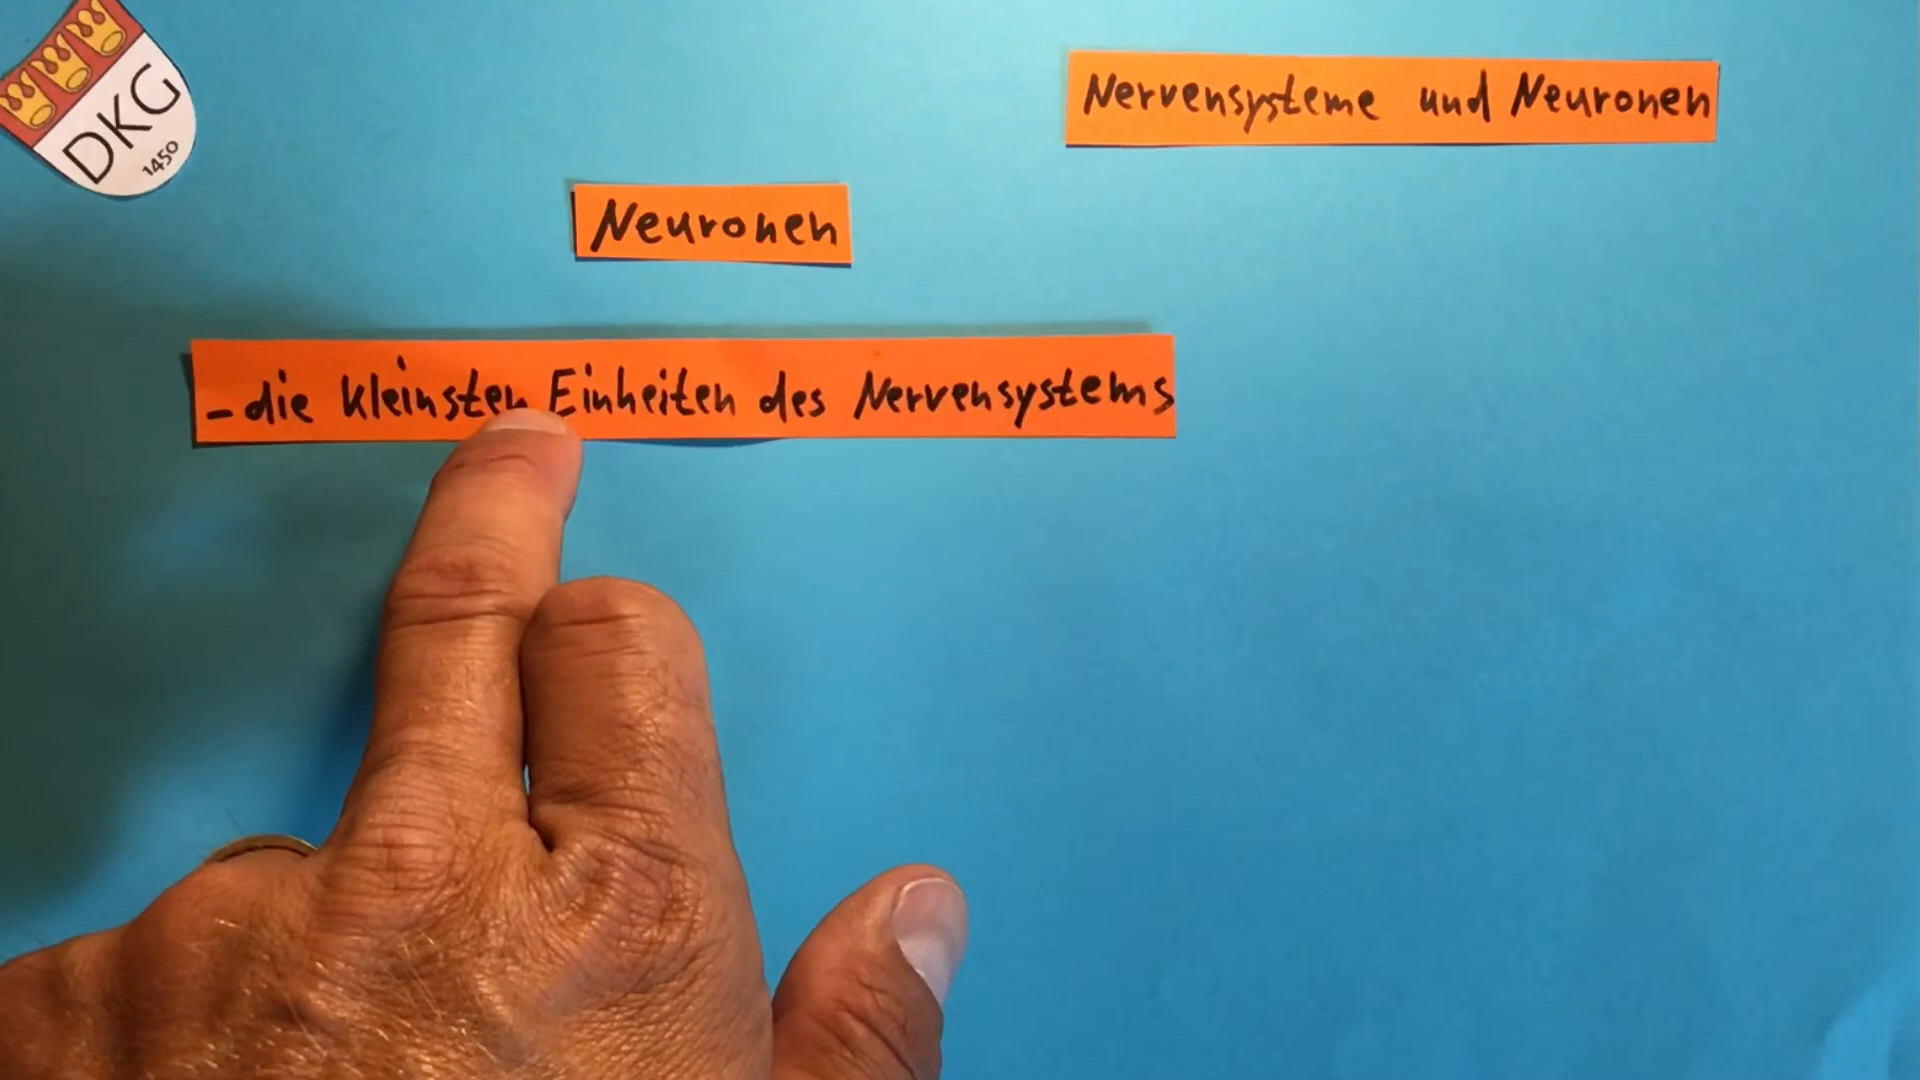 DKG
1450
Nervensysteme und Neuronen
Neuronen
- die kleinsten Einheiten des Nervensystems